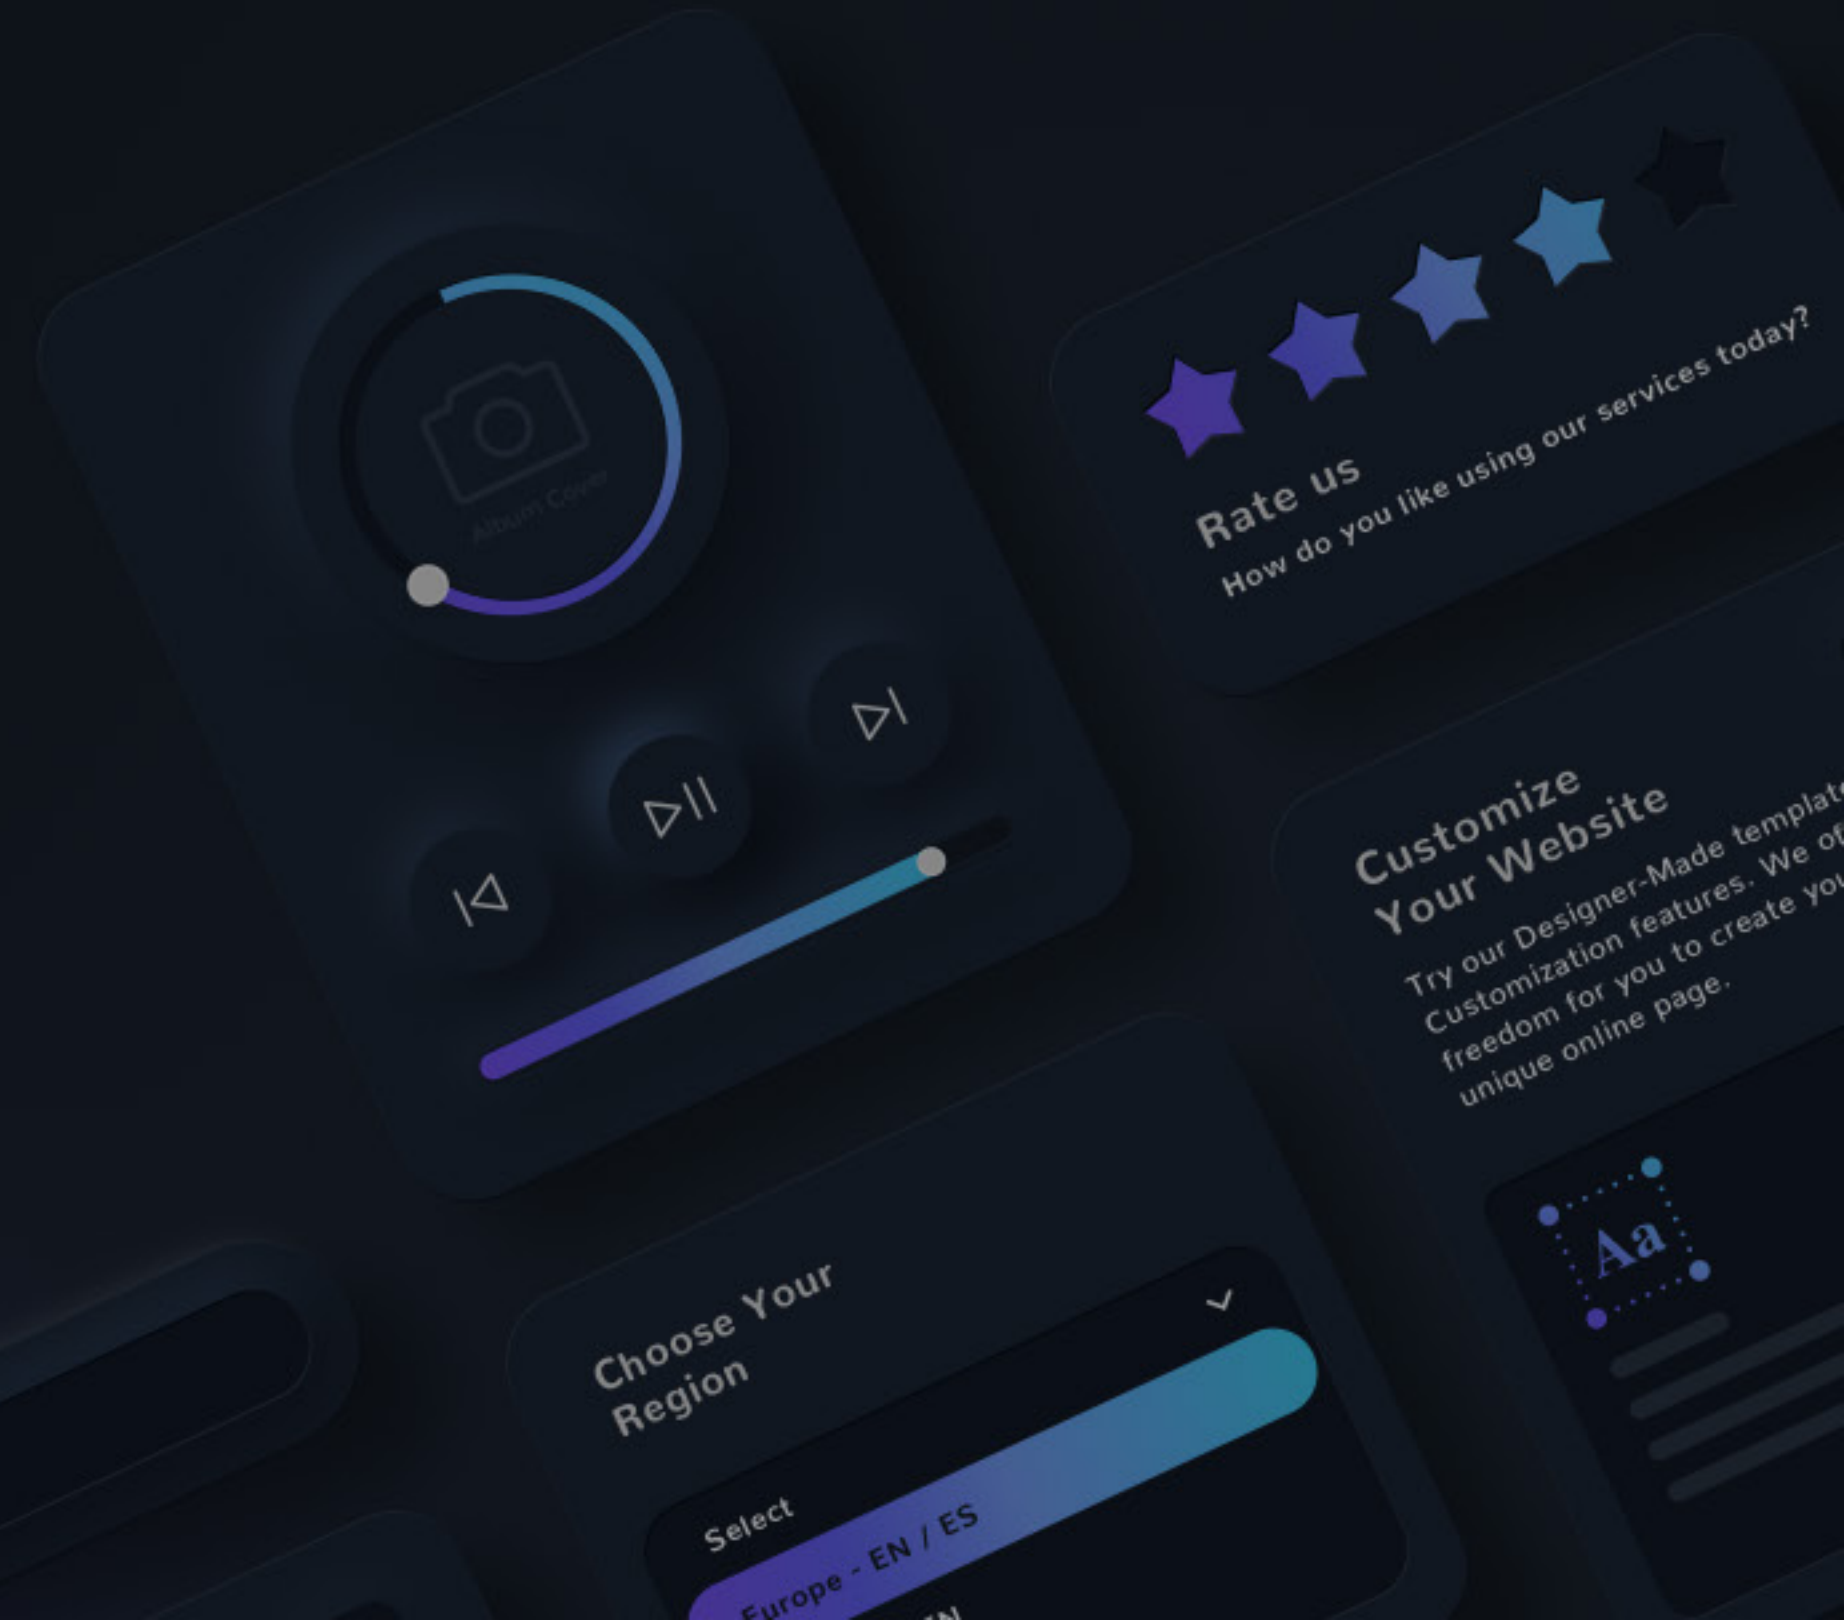 Album Cover
Rate us
How do you like using our services today?
Customize
Your Website
Try our Designer-Made template
Customization features. We of
freedom for you to create you
unique online page.
Aa
Choose Your
Region
Select
Europe - EN / ES